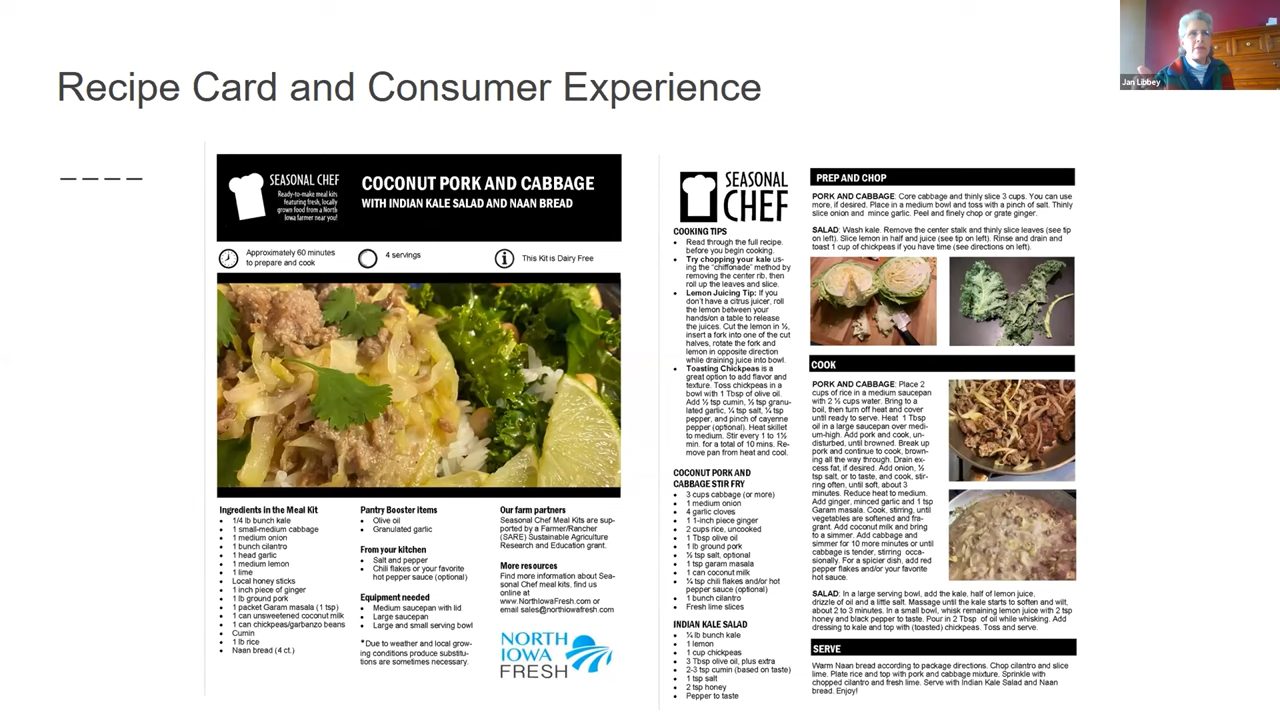 Recipe Card and Consumer Experience
Jan Libbey
SEASONAL CHEF
Ready-to-make meal kits
featuring fresh, locally
grown food from a North
Iowa farmer near you!
COCONUT PORK AND CABBAGE
WITH INDIAN KALE SALAD AND NAAN BREAD
Approximately 60 minutes
to prepare and cook
4 servings
This Kit is Dairy Free
Ingredients in the Meal Kit
• 1/4 lb bunch kale
• 1 small-medium cabbage
• 1 medium onion
• 1 bunch cilantro
• 1 head garlic
• 1 medium lemon
• 1 lime
• Local honey sticks
• 1 inch piece of ginger
• 1 lb ground pork
• 1 packet Garam masala (1 tsp)
• 1 can unsweetened coconut milk
• 1 can chickpeas/garbanzo beans
• Cumin
• 1 lb rice
• Naan bread (4 ct.)
Pantry Booster items
• Olive oil
• Granulated garlic
From your kitchen
• Salt and pepper
• Chili flakes or your favorite
hot pepper sauce (optional)
Equipment needed
• Medium saucepan with lid
• Large saucepan
• Large and small serving bowl
*Due to weather and local grow-
ing conditions produce substitu-
tions are sometimes necessary.
Our farm partners
Seasonal Chef Meal Kits are sup-
ported by a Farmer/Rancher
(SARE) Sustainable Agriculture
Research and Education grant.
More resources
Find more information about Sea-
sonal Chef meal kits, find us
online at
www.NorthIowaFresh.com or
email sales@northiowafresh.com
NORTH
IOWA
FRESH
SEASONAL
CHEF
COOKING TIPS
• Read through the full recipe,
before you begin cooking.
• Try chopping your kale us-
ing the "chiffonade" method by
removing the center rib, then
roll up the leaves and slice.
• Lemon Juicing Tip: If you
don't have a citrus juicer, roll
the lemon between your
hands/on a table to release
the juices. Cut the lemon in ½,
insert a fork into one of the cut
halves, rotate the fork and
lemon in opposite direction
while draining juice into bowl.
• Toasting Chickpeas is a
great option to add flavor and
texture. Toss chickpeas in a
bowl with 1 Tbsp of olive oil.
Add ½ tsp cumin, ½ tsp granu-
lated garlic, ¼ tsp salt, ¼ tsp
pepper, and pinch of cayenne
pepper (optional). Heat skillet
to medium. Stir every 1 to 1½
min. for a total of 10 mins. Re-
move pan from heat and cool.
COCONUT PORK AND
CABBAGE STIR FRY
• 3 cups cabbage (or more)
• 1 medium onion
• 4 garlic cloves
• 1 1-inch piece ginger
• 2 cups rice, uncooked
• 1 Tbsp olive oil
• 1 lb ground pork
• ½ tsp salt, optional
• 1 tsp garam masala
• 1 can coconut milk
• ¼ tsp chili flakes and/or hot
pepper sauce (optional)
• 1 bunch cilantro
• Fresh lime slices
INDIAN KALE SALAD
• ¼ lb bunch kale
• 1 lemon
• 1 cup chickpeas
• 3 Tbsp olive oil, plus extra
• 2-3 tsp cumin (based on taste)
• 1 tsp salt
• 2 tsp honey
• Pepper to taste
PREP AND CHOP
PORK AND CABBAGE: Core cabbage and thinly slice 3 cups. You can use
more, if desired. Place in a medium bowl and toss with a pinch of salt. Thinly
slice onion and mince garlic. Peel and finely chop or grate ginger.
SALAD: Wash kale. Remove the center stalk and thinly slice leaves (see tip
on left). Slice lemon in half and juice (see tip on left). Rinse and drain and
toast 1 cup of chickpeas if you have time (see directions on left).
COOK
PORK AND CABBAGE: Place 2
cups of rice in a medium saucepan
with 2 ½ cups water. Bring to a
boil, then turn off heat and cover
until ready to serve. Heat 1 Tbsp
oil in a large saucepan over medi-
um-high. Add pork and cook, un-
disturbed, until browned. Break up
pork and continue to cook, brown-
ing all the way through. Drain ex-
cess fat, if desired. Add onion, ½
tsp salt, or to taste, and cook, stir-
ring often, until soft, about 3
minutes. Reduce heat to medium.
Add ginger, minced garlic and 1 tsp
Garam masala. Cook, stirring, until
vegetables are softened and fra-
grant. Add coconut milk and bring
to a simmer. Add cabbage and
simmer for 10 more minutes or until
cabbage is tender, stirring occa-
sionally. For a spicier dish, add red
pepper flakes and/or your favorite
hot sauce.
SALAD: In a large serving bowl, add the kale, half of lemon juice,
drizzle of oil and a little salt. Massage until the kale starts to soften and wilt,
about 2 to 3 minutes. In a small bowl, whisk remaining lemon juice with 2 tsp
honey and black pepper to taste. Pour in 2 Tbsp of oil while whisking. Add
dressing to kale and top with (toasted) chickpeas. Toss and serve.
SERVE
Warm Naan bread according to package directions. Chop cilantro and slice
lime. Plate rice and top with pork and cabbage mixture. Sprinkle with
chopped cilantro and fresh lime. Serve with Indian Kale Salad and Naan
bread. Enjoy!